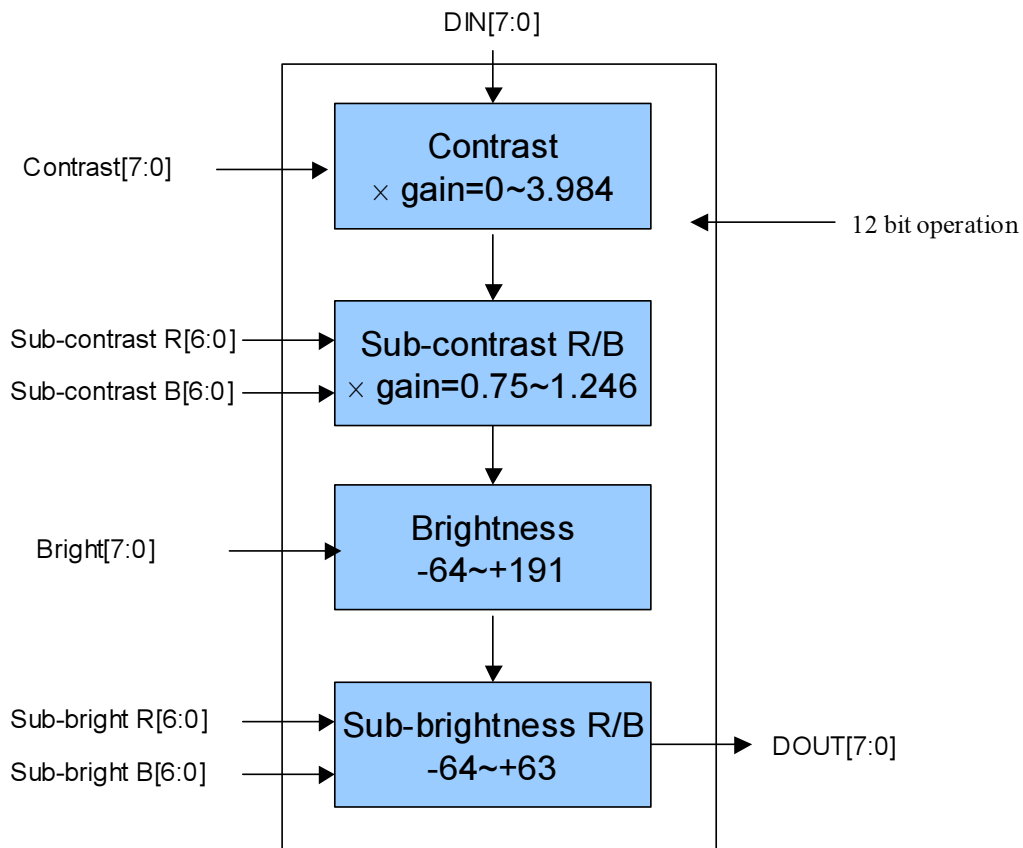 DIN[7:0]
Contrast[7:0]
Contrast
× gain=0~3.984
12 bit operation
Sub-contrast R[6:0]
Sub-contrast B[6:0]
Sub-contrast R/B
× gain=0.75~1.246
Bright[7:0]
Brightness
-64~+191
Sub-bright R[6:0]
Sub-bright B[6:0]
Sub-brightness R/B
-64~+63
DOUT[7:0]